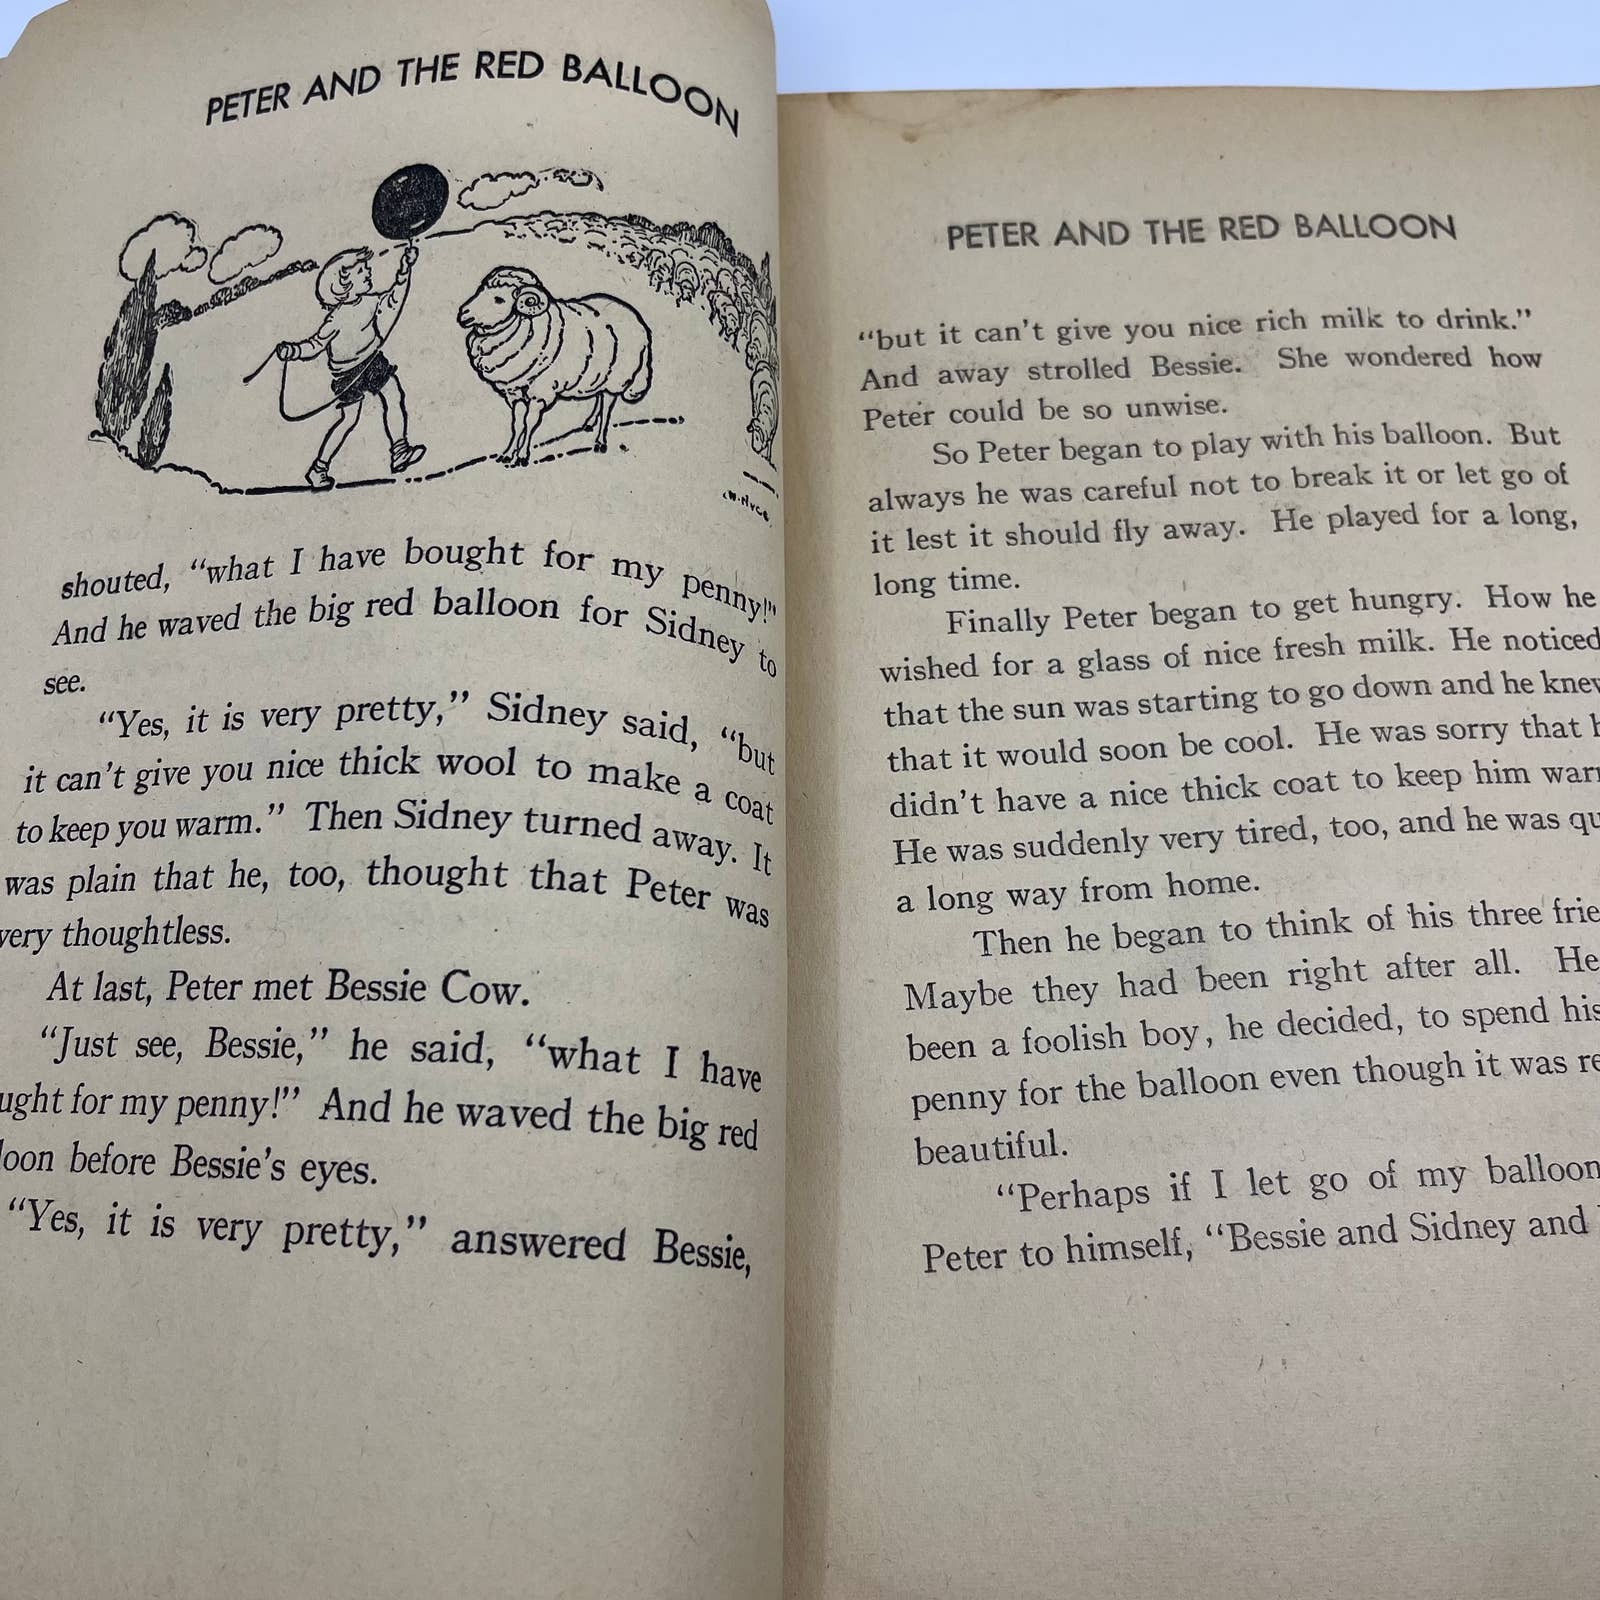 PETER AND THE RED BALLOON
shouted, "what I have bought for my penny!"
And he waved the big red balloon for Sidney to
see.
"Yes, it is very pretty," Sidney said, "but
it can't give you nice thick wool to make a coat
to keep you warm." Then Sidney turned away. It
was plain that he, too, thought that Peter was
very thoughtless.
At last, Peter met Bessie Cow.
"Just see, Bessie," he said, "what I have
ught for my penny!" And he waved the big red
loon before Bessie's eyes.
"Yes, it is very pretty," answered Bessie,
PETER AND THE RED BALLOON
"but it can't give you nice rich milk to drink."
And away strolled Bessie. She wondered how
Peter could be so unwise.
So Peter began to play with his balloon. But
always he was careful not to break it or let go of
it lest it should fly away. He played for a long,
long time.
Finally Peter began to get hungry. How he
wished for a glass of nice fresh milk. He noticed
that the sun was starting to go down and he knew
that it would soon be cool. He was sorry that
didn't have a nice thick coat to keep him war
He was suddenly very tired, too, and he was qu
a long way from home.
Then he began to think of his three frie
Maybe they had been right after all. He
been a foolish boy, he decided, to spend his
penny for the balloon even though it was re
beautiful.
"Perhaps if I let go of my balloon
Peter to himself, "Bessie and Sidney and